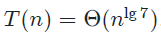 T(n) = Θ(n^{lg 7})